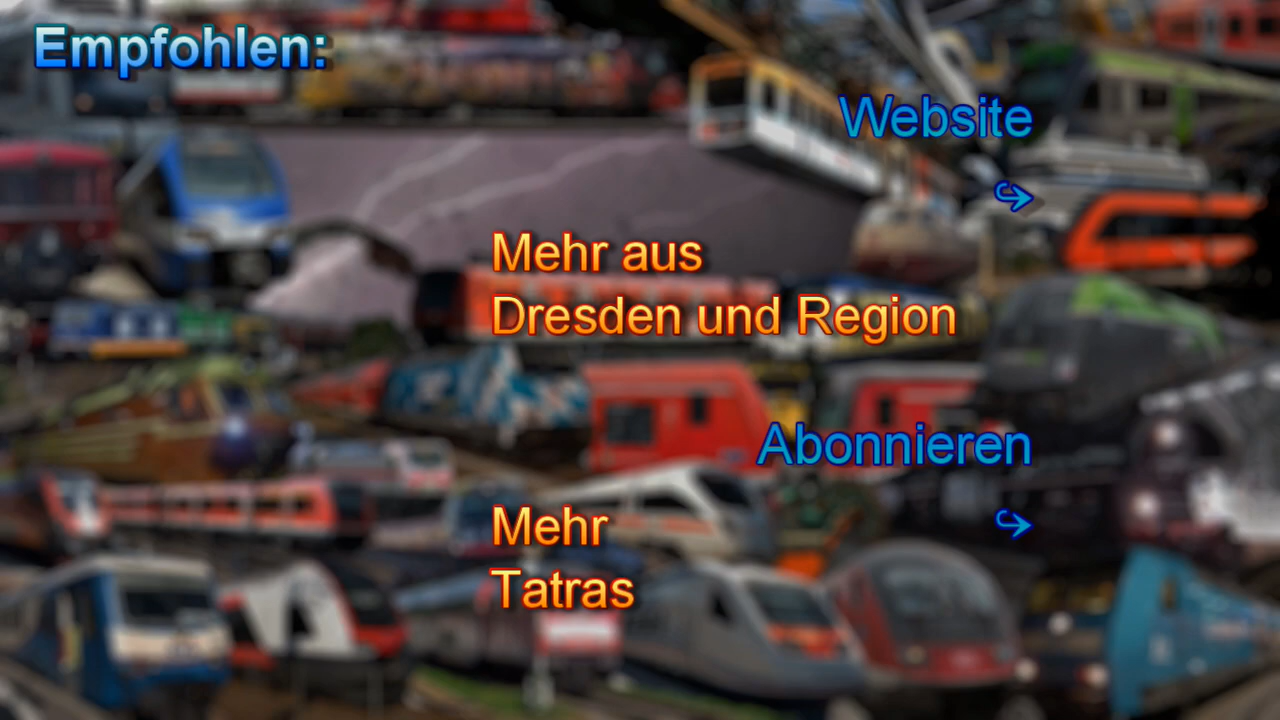 Empfohlen:
Website
Mehr aus
Dresden und Region
Abonnieren
Mehr
Tatras